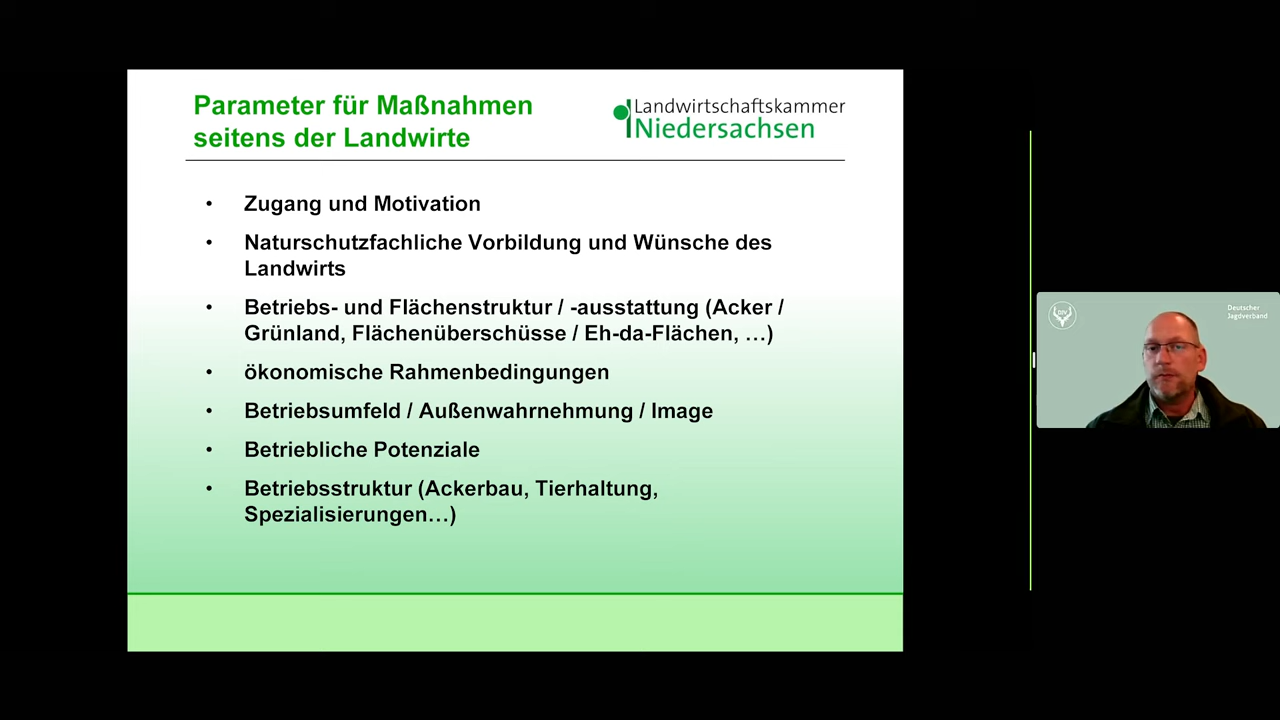 Parameter für Maßnahmen
seitens der Landwirte
Landwirtschaftskammer
Niedersachsen
• Zugang und Motivation
• Naturschutzfachliche Vorbildung und Wünsche des
Landwirts
• Betriebs- und Flächenstruktur / -ausstattung (Acker /
Grünland, Flächenüberschüsse / Eh-da-Flächen, …)
• ökonomische Rahmenbedingungen
• Betriebsumfeld / Außenwahrnehmung / Image
• Betriebliche Potenziale
• Betriebsstruktur (Ackerbau, Tierhaltung,
Spezialisierungen…)
DJV
Deutscher
Jagdverband